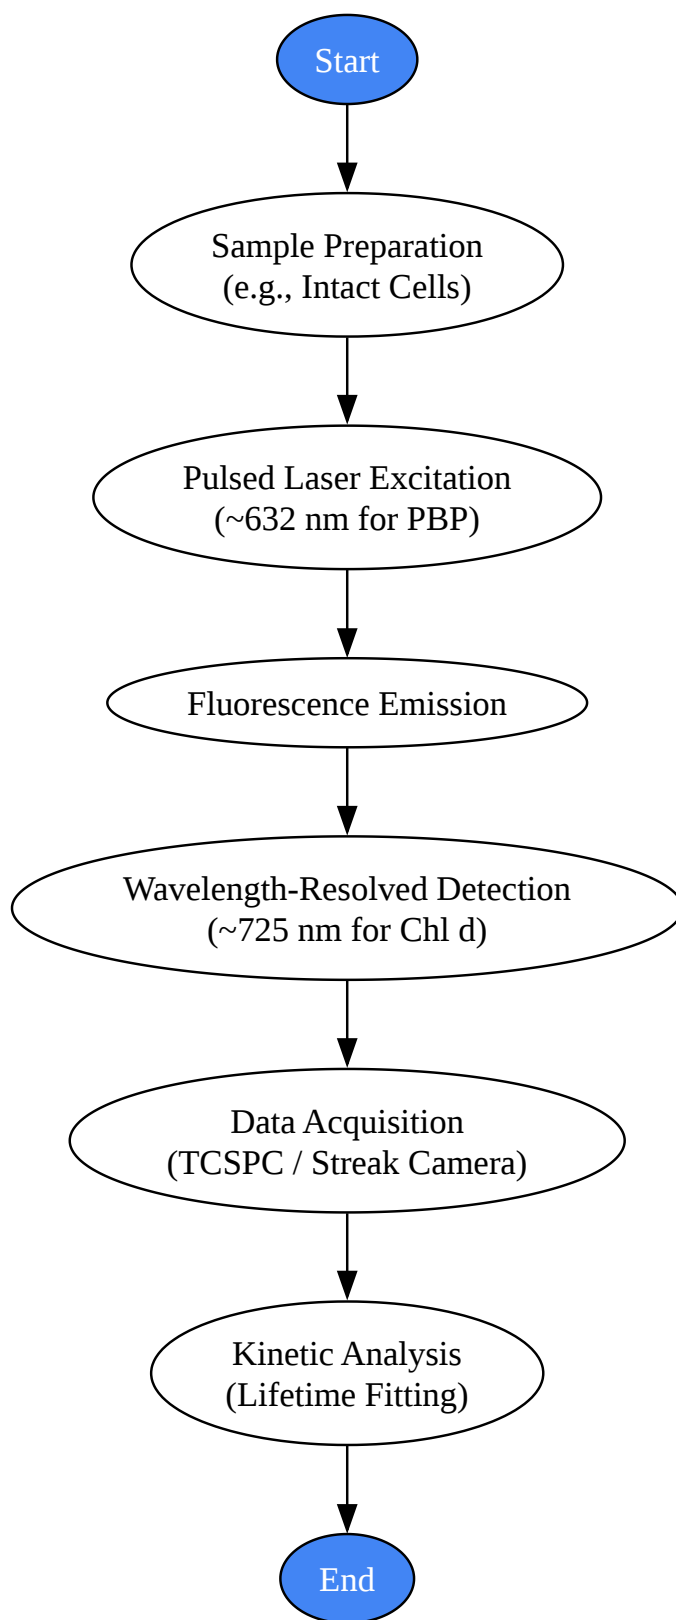 Start
Sample Preparation
(e.g., Intact Cells)
Pulsed Laser Excitation
(~632 nm for PBP)
Fluorescence Emission
Wavelength-Resolved Detection
(~725 nm for Chl d)
Data Acquisition
(TCSPC / Streak Camera)
Kinetic Analysis
(Lifetime Fitting)
End